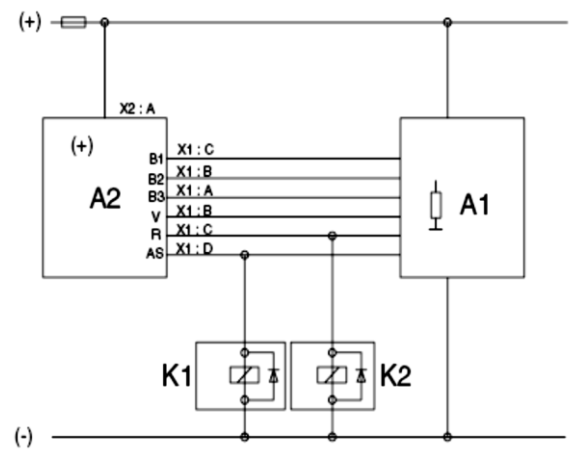 (+)
X2 : A
(+)
A2
B1 X1 : C
B2 X1 : B
B3 X1 : A
V X1 : B
R X1 : C
AS X1 : D
A1
K1
K2
(-)